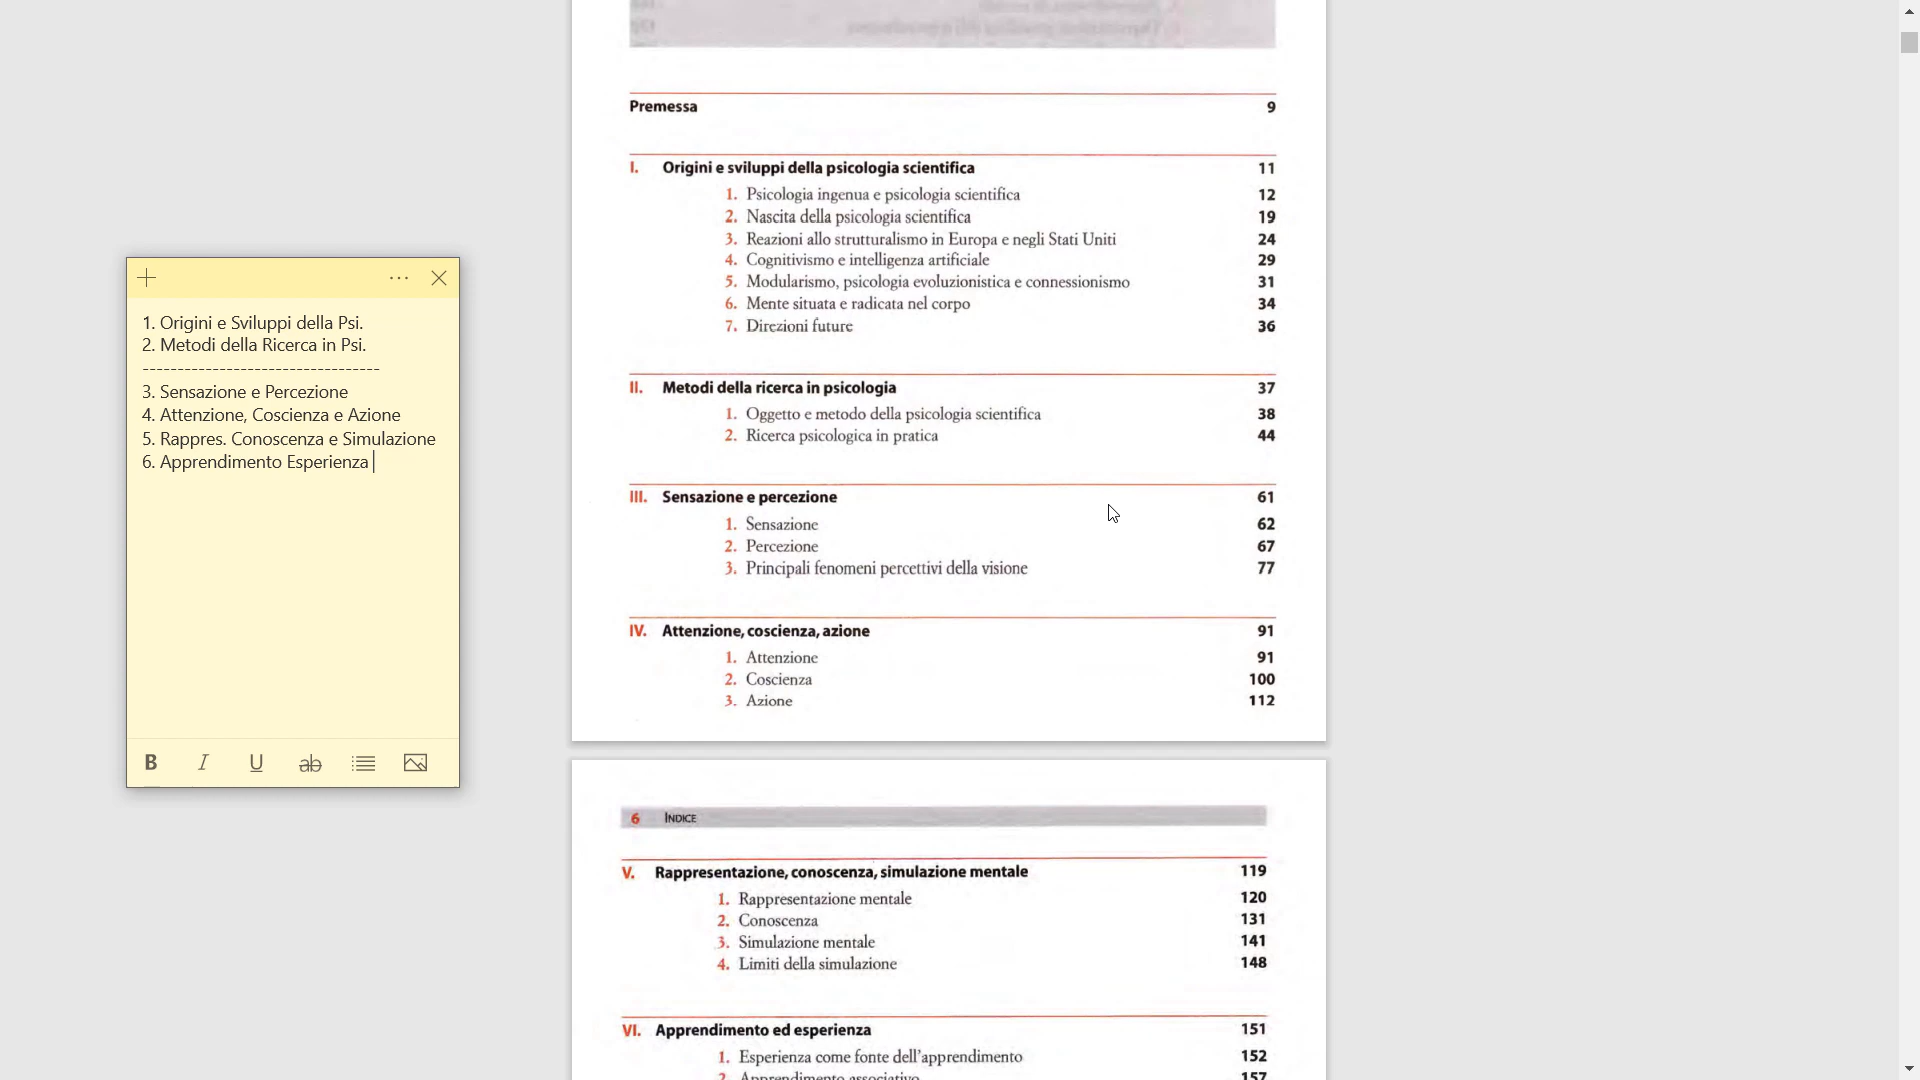 Premessa 9
I. Origini e sviluppi della psicologia scientifica 11
1. Psicologia ingenua e psicologia scientifica 12
2. Nascita della psicologia scientifica 19
3. Reazioni allo strutturalismo in Europa e negli Stati Uniti 24
4. Cognitivismo e intelligenza artificiale 29
5. Modularismo, psicologia evoluzionistica e connessionismo 31
6. Mente situata e radicata nel corpo 34
7. Direzioni future 36
II. Metodi della ricerca in psicologia 37
1. Oggetto e metodo della psicologia scientifica 38
2. Ricerca psicologica in pratica 44
III. Sensazione e percezione 61
1. Sensazione 62
2. Percezione 67
3. Principali fenomeni percettivi della visione 77
IV. Attenzione, coscienza, azione 91
1. Attenzione 91
2. Coscienza 100
3. Azione 112
6 INDICE
V. Rappresentazione, conoscenza, simulazione mentale 119
1. Rappresentazione mentale 120
2. Conoscenza 131
3. Simulazione mentale 141
4. Limiti della simulazione 148
VI. Apprendimento ed esperienza 151
1. Esperienza come fonte dell'apprendimento 152
2. Apprendimento associativo 157
1. Origini e Sviluppi della Psi.
2. Metodi della Ricerca in Psi.
----------------------------------
3. Sensazione e Percezione
4. Attenzione, Coscienza e Azione
5. Rappres. Conoscenza e Simulazione
6. Apprendimento Esperienza
B I U ab